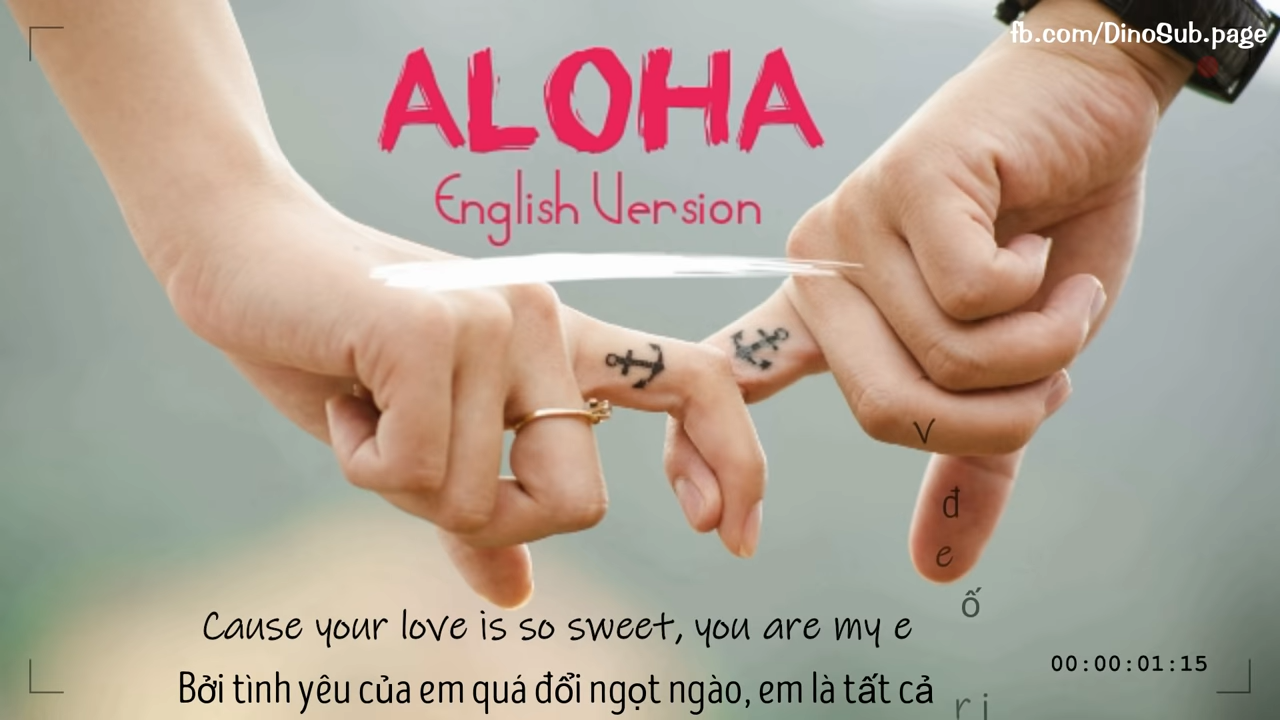 fb.com/DinoSub.page
ALOHA
English Version
Cause your love is so sweet, you are my e
Bởi tình yêu của em quá đổi ngọt ngào, em là tất cả
00:00:01:15